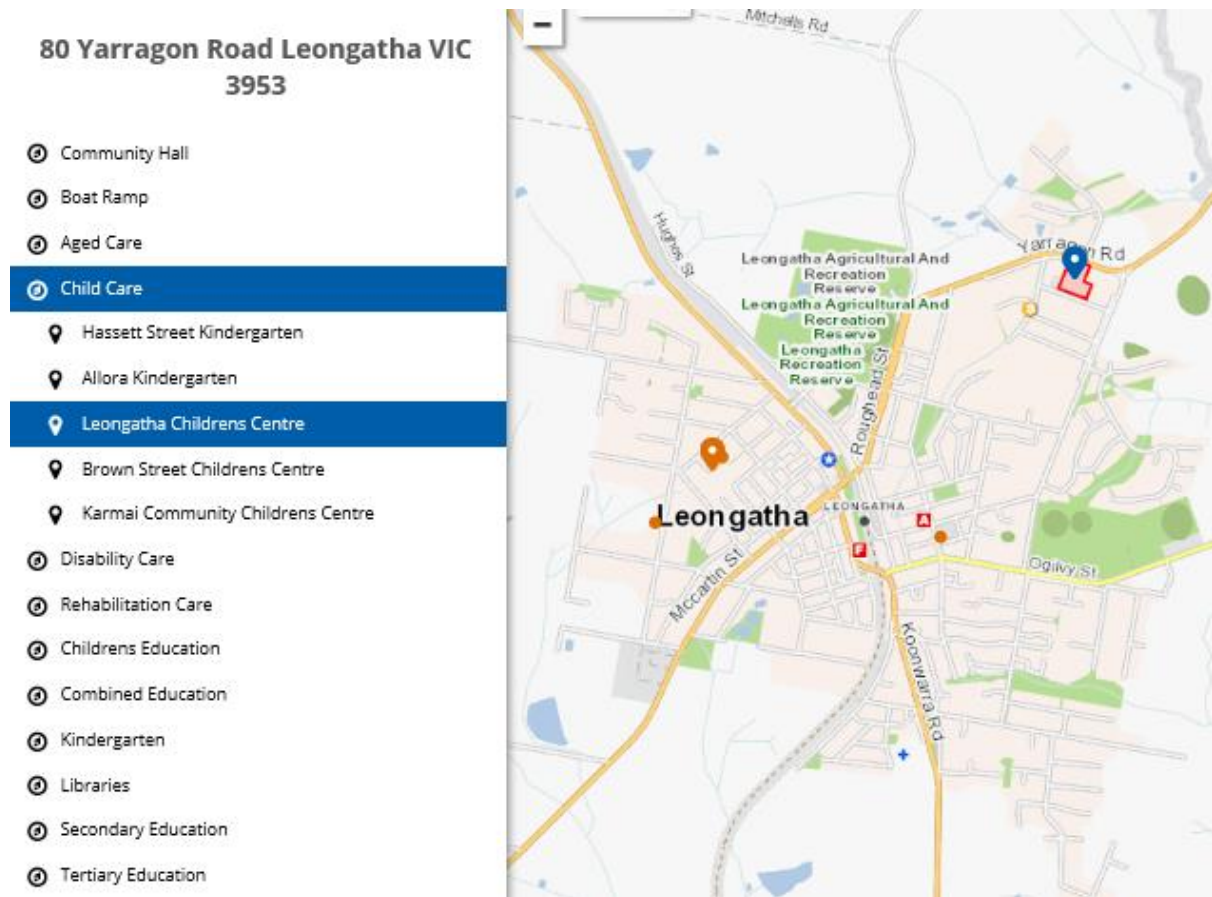 80 Yarragon Road Leongatha VIC
3953
Community Hall
Boat Ramp
Aged Care
Child Care
Hassett Street Kindergarten
Allora Kindergarten
Leongatha Childrens Centre
Brown Street Childrens Centre
Karmai Community Childrens Centre
Disability Care
Rehabilitation Care
Childrens Education
Combined Education
Kindergarten
Libraries
Secondary Education
Tertiary Education
−
Mitchells Rd
Hughes St
Yarragon Rd
Leongatha Agricultural And
Recreation
Reserve
Leongatha Agricultural And
Recreation
Reserve
Leongatha
Recreation
Reserve
Roughead St
Leongatha
LEONGATHA
A
F
Mccartin St
Ogilvy St
Koonwarra Rd